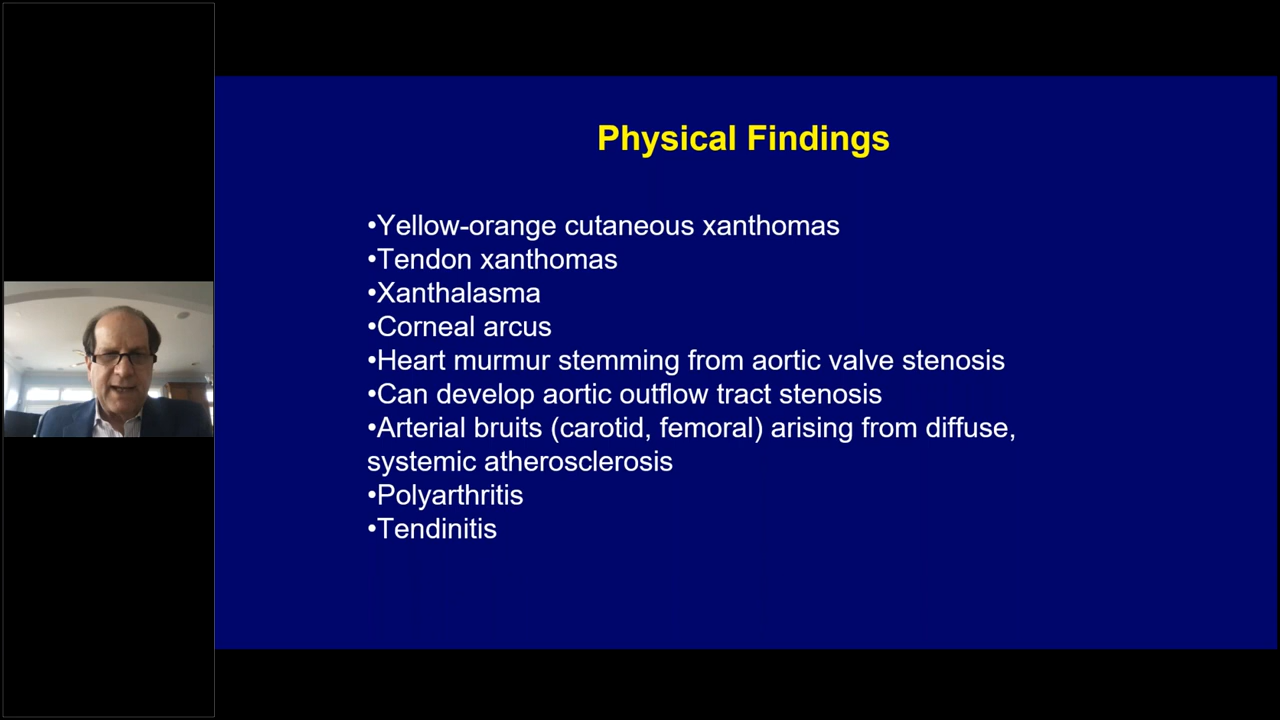 Physical Findings
•Yellow-orange cutaneous xanthomas
•Tendon xanthomas
•Xanthalasma
•Corneal arcus
•Heart murmur stemming from aortic valve stenosis
•Can develop aortic outflow tract stenosis
•Arterial bruits (carotid, femoral) arising from diffuse,
systemic atherosclerosis
•Polyarthritis
•Tendinitis